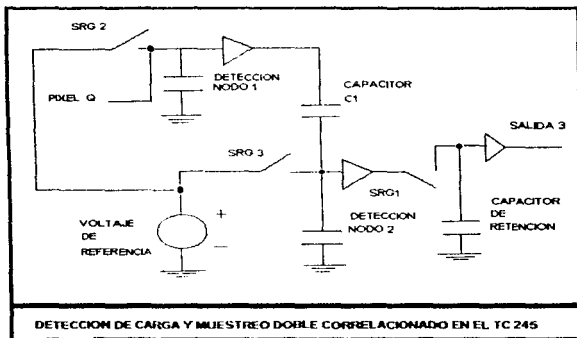 SRG 2
PIXEL Q
DETECCION
NODO 1
CAPACITOR
C1
SRG 3
SALIDA 3
SRG1
VOLTAJE
DE
REFERENCIA
+
−
DETECCION
NODO 2
CAPACITOR
DE
RETENCION
DETECCION DE CARGA Y MUESTREO DOBLE CORRELACIONADO EN EL TC 245